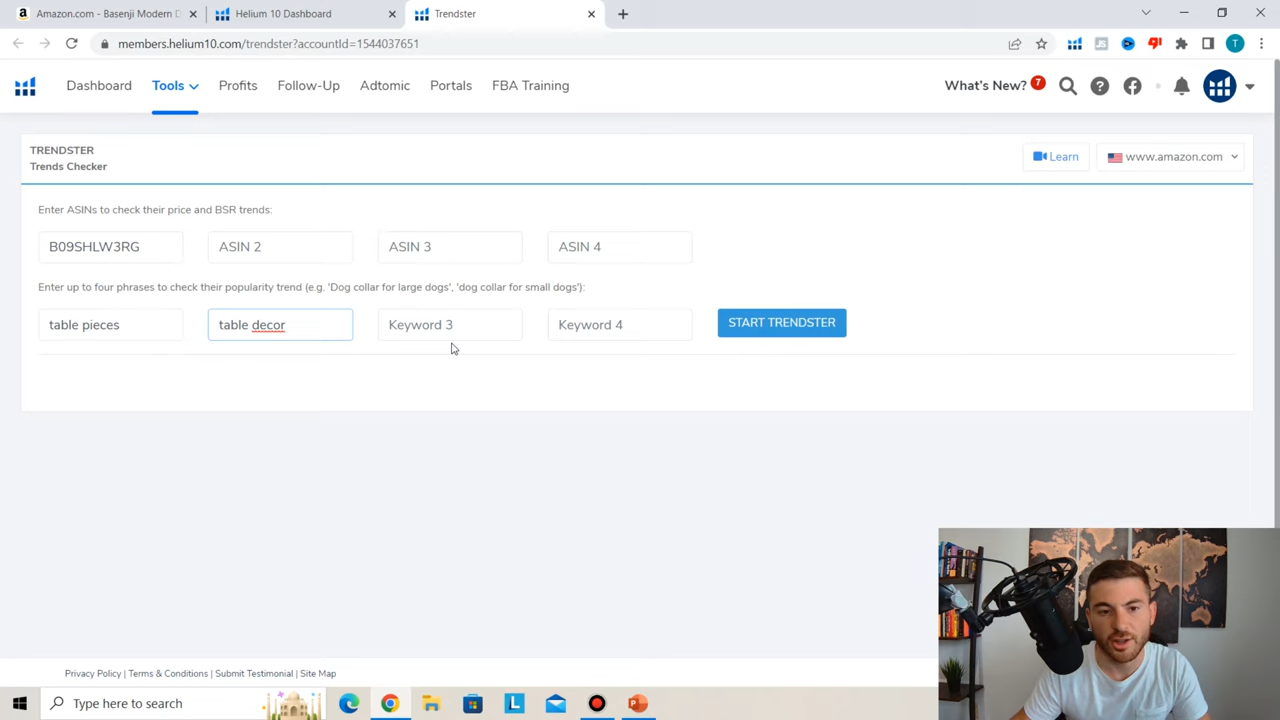 Amazon.com - Basenji Modern D
Helium 10 Dashboard
Trendster
members.helium10.com/trendster?accountId=1544037651
Dashboard
Tools
Profits
Follow-Up
Adtomic
Portals
FBA Training
What's New? 7
TRENDSTER
Trends Checker
Learn
www.amazon.com
Enter ASINs to check their price and BSR trends:
B09SHLW3RG
ASIN 2
ASIN 3
ASIN 4
Enter up to four phrases to check their popularity trend (e.g. 'Dog collar for large dogs', 'dog collar for small dogs'):
table pieces
table decor
Keyword 3
Keyword 4
START TRENDSTER
Privacy Policy | Terms & Conditions | Submit Testimonial | Site Map
Type here to search